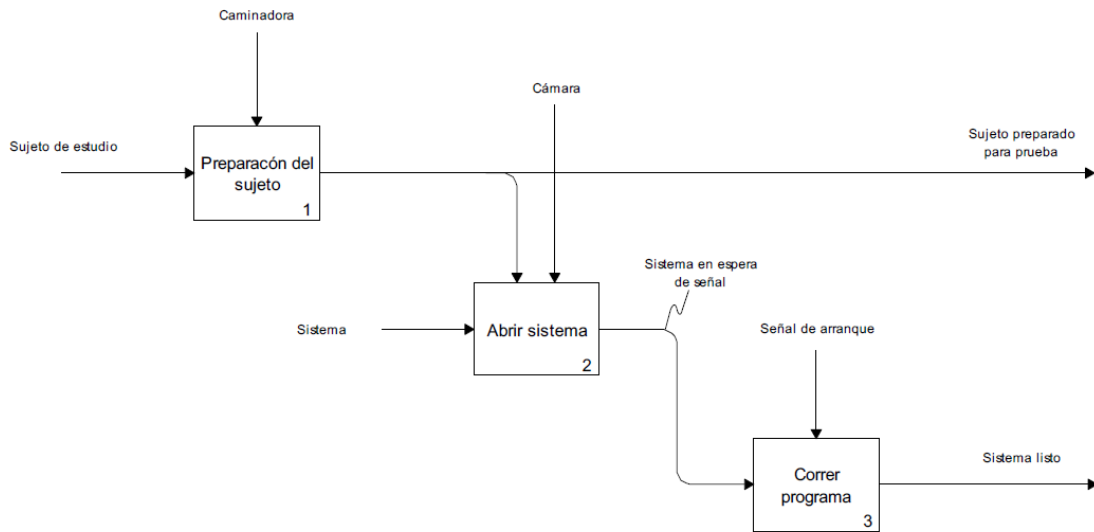 Caminadora
Cámara
Sujeto de estudio
Preparacón del
sujeto
1
Sujeto preparado
para prueba
Sistema en espera
de señal
Sistema
Abrir sistema
2
Señal de arranque
Correr
programa
3
Sistema listo